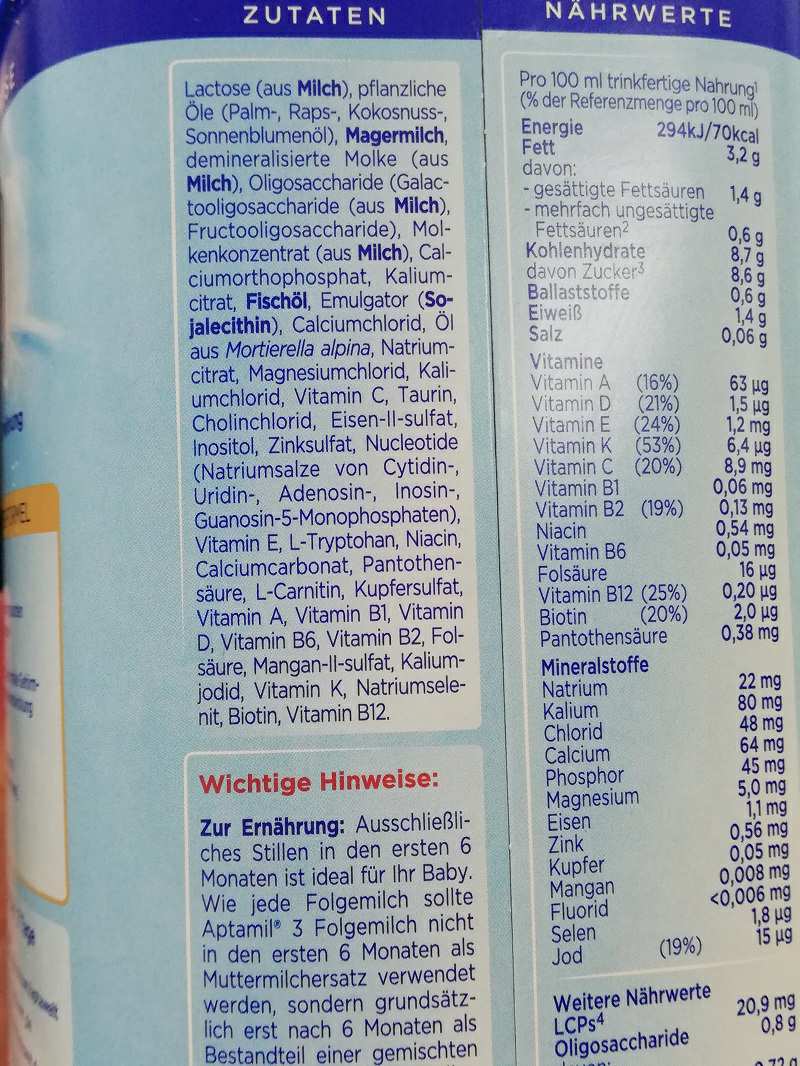 ZUTATEN
Lactose (aus Milch), pflanzliche
Öle (Palm-, Raps-, Kokosnuss-,
Sonnenblumenöl), Magermilch,
demineralisierte Molke (aus
Milch), Oligosaccharide (Galac-
tooligosaccharide (aus Milch),
Fructooligosaccharide), Mol-
kenkonzentrat (aus Milch), Cal-
ciumorthophosphat, Kalium-
citrat, Fischöl, Emulgator (So-
jalecithin), Calciumchlorid, Öl
aus Mortierella alpina, Natrium-
citrat, Magnesiumchlorid, Kali-
umchlorid, Vitamin C, Taurin,
Cholinchlorid, Eisen-II-sulfat,
Inositol, Zinksulfat, Nucleotide
(Natriumsalze von Cytidin-,
Uridin-, Adenosin-, Inosin-,
Guanosin-5-Monophosphaten),
Vitamin E, L-Tryptohan, Niacin,
Calciumcarbonat, Pantothen-
säure, L-Carnitin, Kupfersulfat,
Vitamin A, Vitamin B1, Vitamin
D, Vitamin B6, Vitamin B2, Fol-
säure, Mangan-II-sulfat, Kalium-
jodid, Vitamin K, Natriumsele-
nit, Biotin, Vitamin B12.
Wichtige Hinweise:
Zur Ernährung: Ausschließli-
ches Stillen in den ersten 6
Monaten ist ideal für Ihr Baby.
Wie jede Folgemilch sollte
Aptamil® 3 Folgemilch nicht
in den ersten 6 Monaten als
Muttermilchersatz verwendet
werden, sondern grundsätz-
lich erst nach 6 Monaten als
Bestandteil einer gemischten
NÄHRWERTE
Pro 100 ml trinkfertige Nahrung¹
(% der Referenzmenge pro 100 ml)
Energie 294kJ/70kcal
Fett 3,2 g
davon:
- gesättigte Fettsäuren 1,4 g
- mehrfach ungesättigte
Fettsäuren² 0,6 g
Kohlenhydrate 8,7 g
davon Zucker³ 8,6 g
Ballaststoffe 0,6 g
Eiweiß 1,4 g
Salz 0,06 g
Vitamine
Vitamin A (16%) 63 µg
Vitamin D (21%) 1,5 µg
Vitamin E (24%) 1,2 mg
Vitamin K (53%) 6,4 µg
Vitamin C (20%) 8,9 mg
Vitamin B1 0,06 mg
Vitamin B2 (19%) 0,13 mg
Niacin 0,54 mg
Vitamin B6 0,05 mg
Folsäure 16 µg
Vitamin B12 (25%) 0,20 µg
Biotin (20%) 2,0 µg
Pantothensäure 0,38 mg
Mineralstoffe
Natrium 22 mg
Kalium 80 mg
Chlorid 48 mg
Calcium 64 mg
Phosphor 45 mg
Magnesium 5,0 mg
Eisen 1,1 mg
Zink 0,56 mg
Kupfer 0,05 mg
Mangan 0,008 mg
Fluorid <0,006 mg
Selen 1,8 µg
Jod (19%) 15 µg
Weitere Nährwerte
LCPs⁴ 20,9 mg
Oligosaccharide 0,8 g